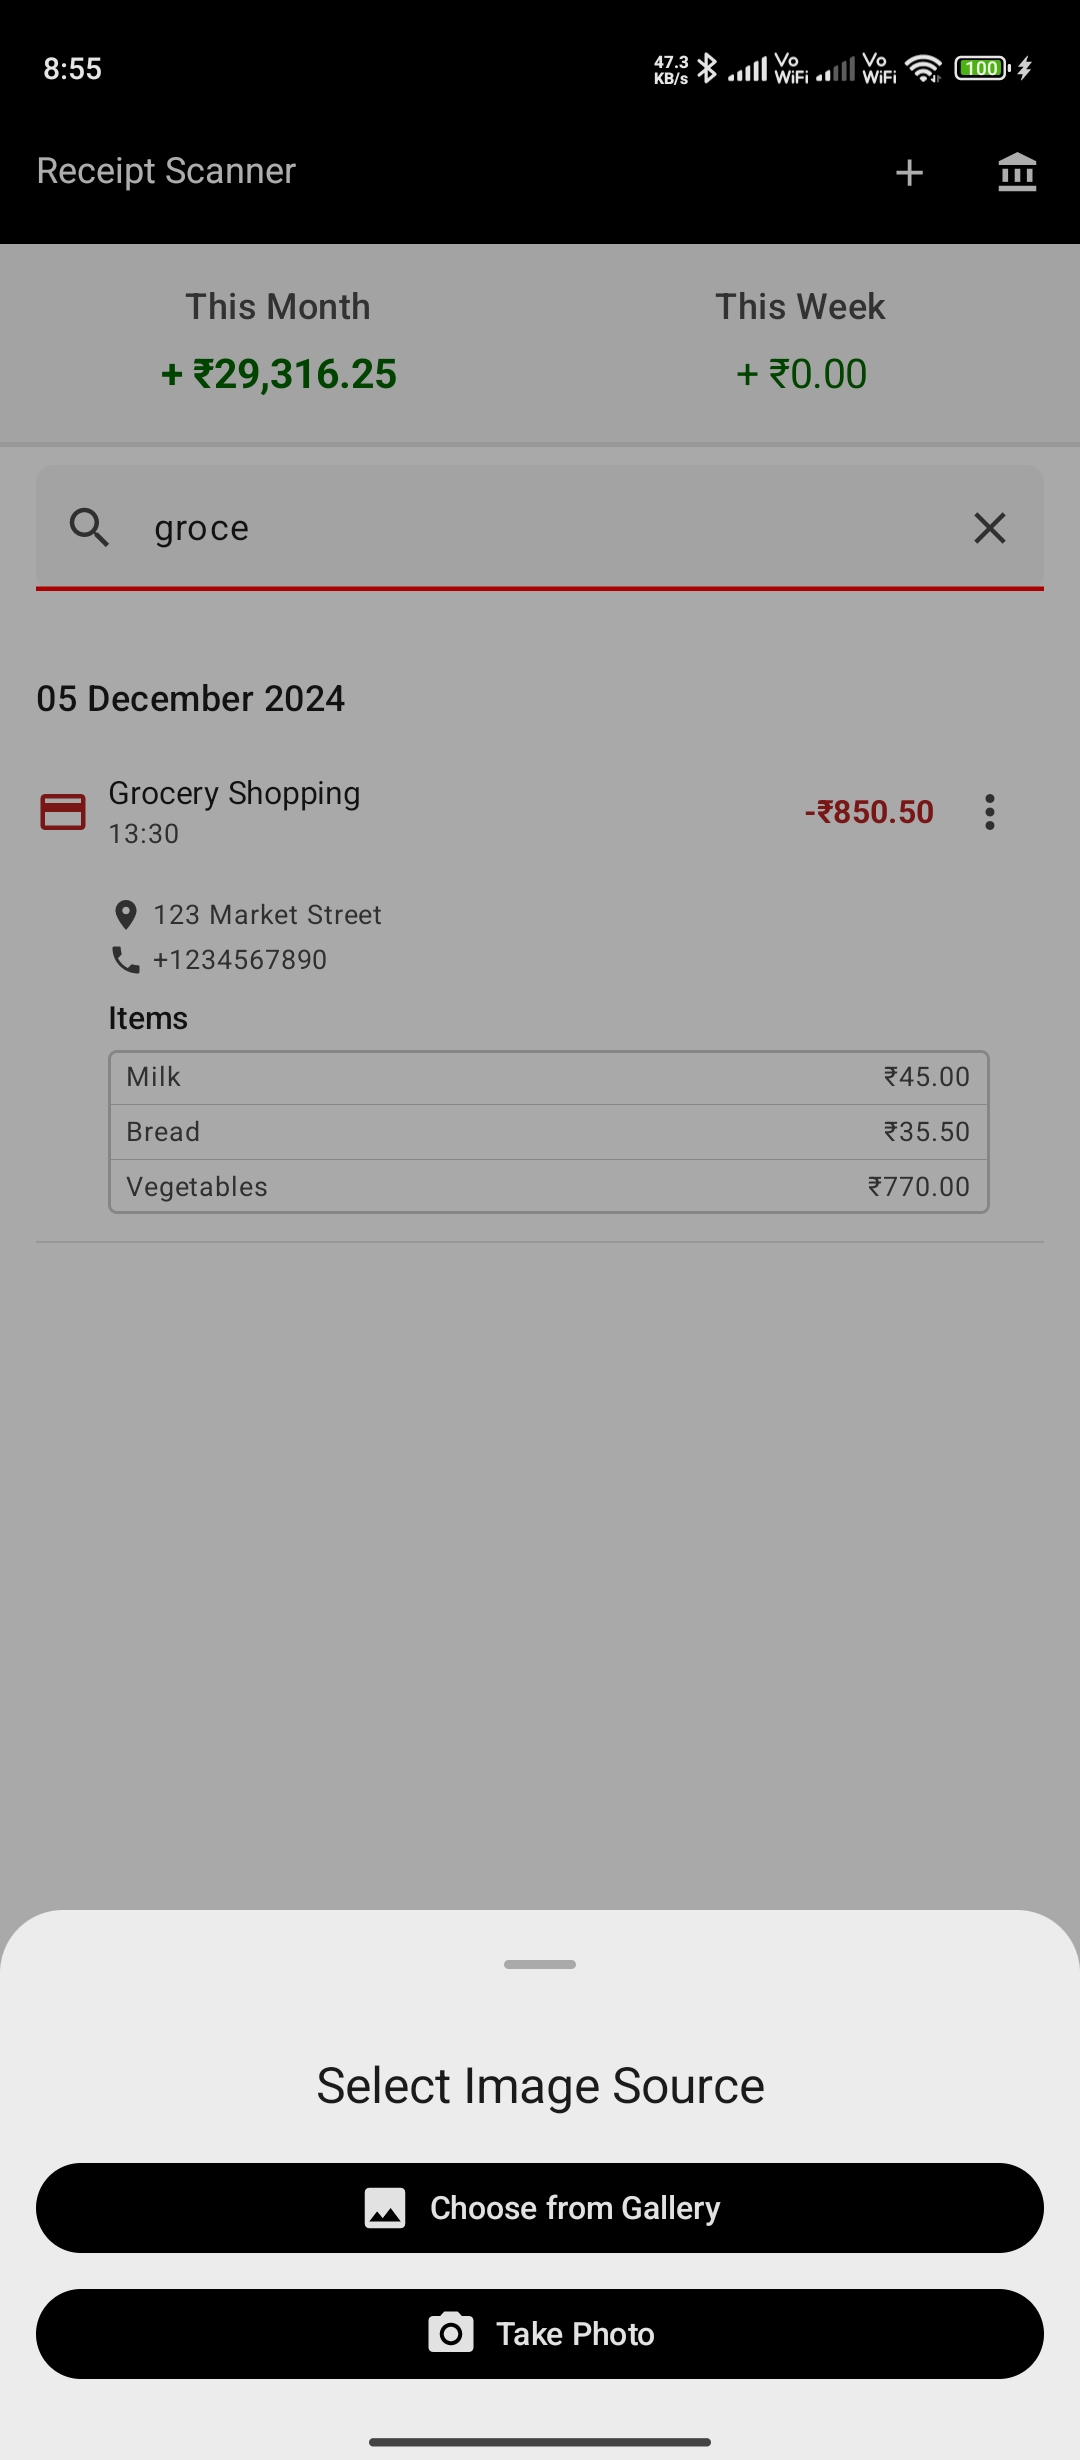 8:55
47.3
KB/s
Vo
WiFi
Vo
WiFi
100
Receipt Scanner
This Month
This Week
+ ₹29,316.25
+ ₹0.00
groce
05 December 2024
Grocery Shopping
13:30
-₹850.50
123 Market Street
+1234567890
Items
Milk ₹45.00
Bread ₹35.50
Vegetables ₹770.00
Select Image Source
Choose from Gallery
Take Photo